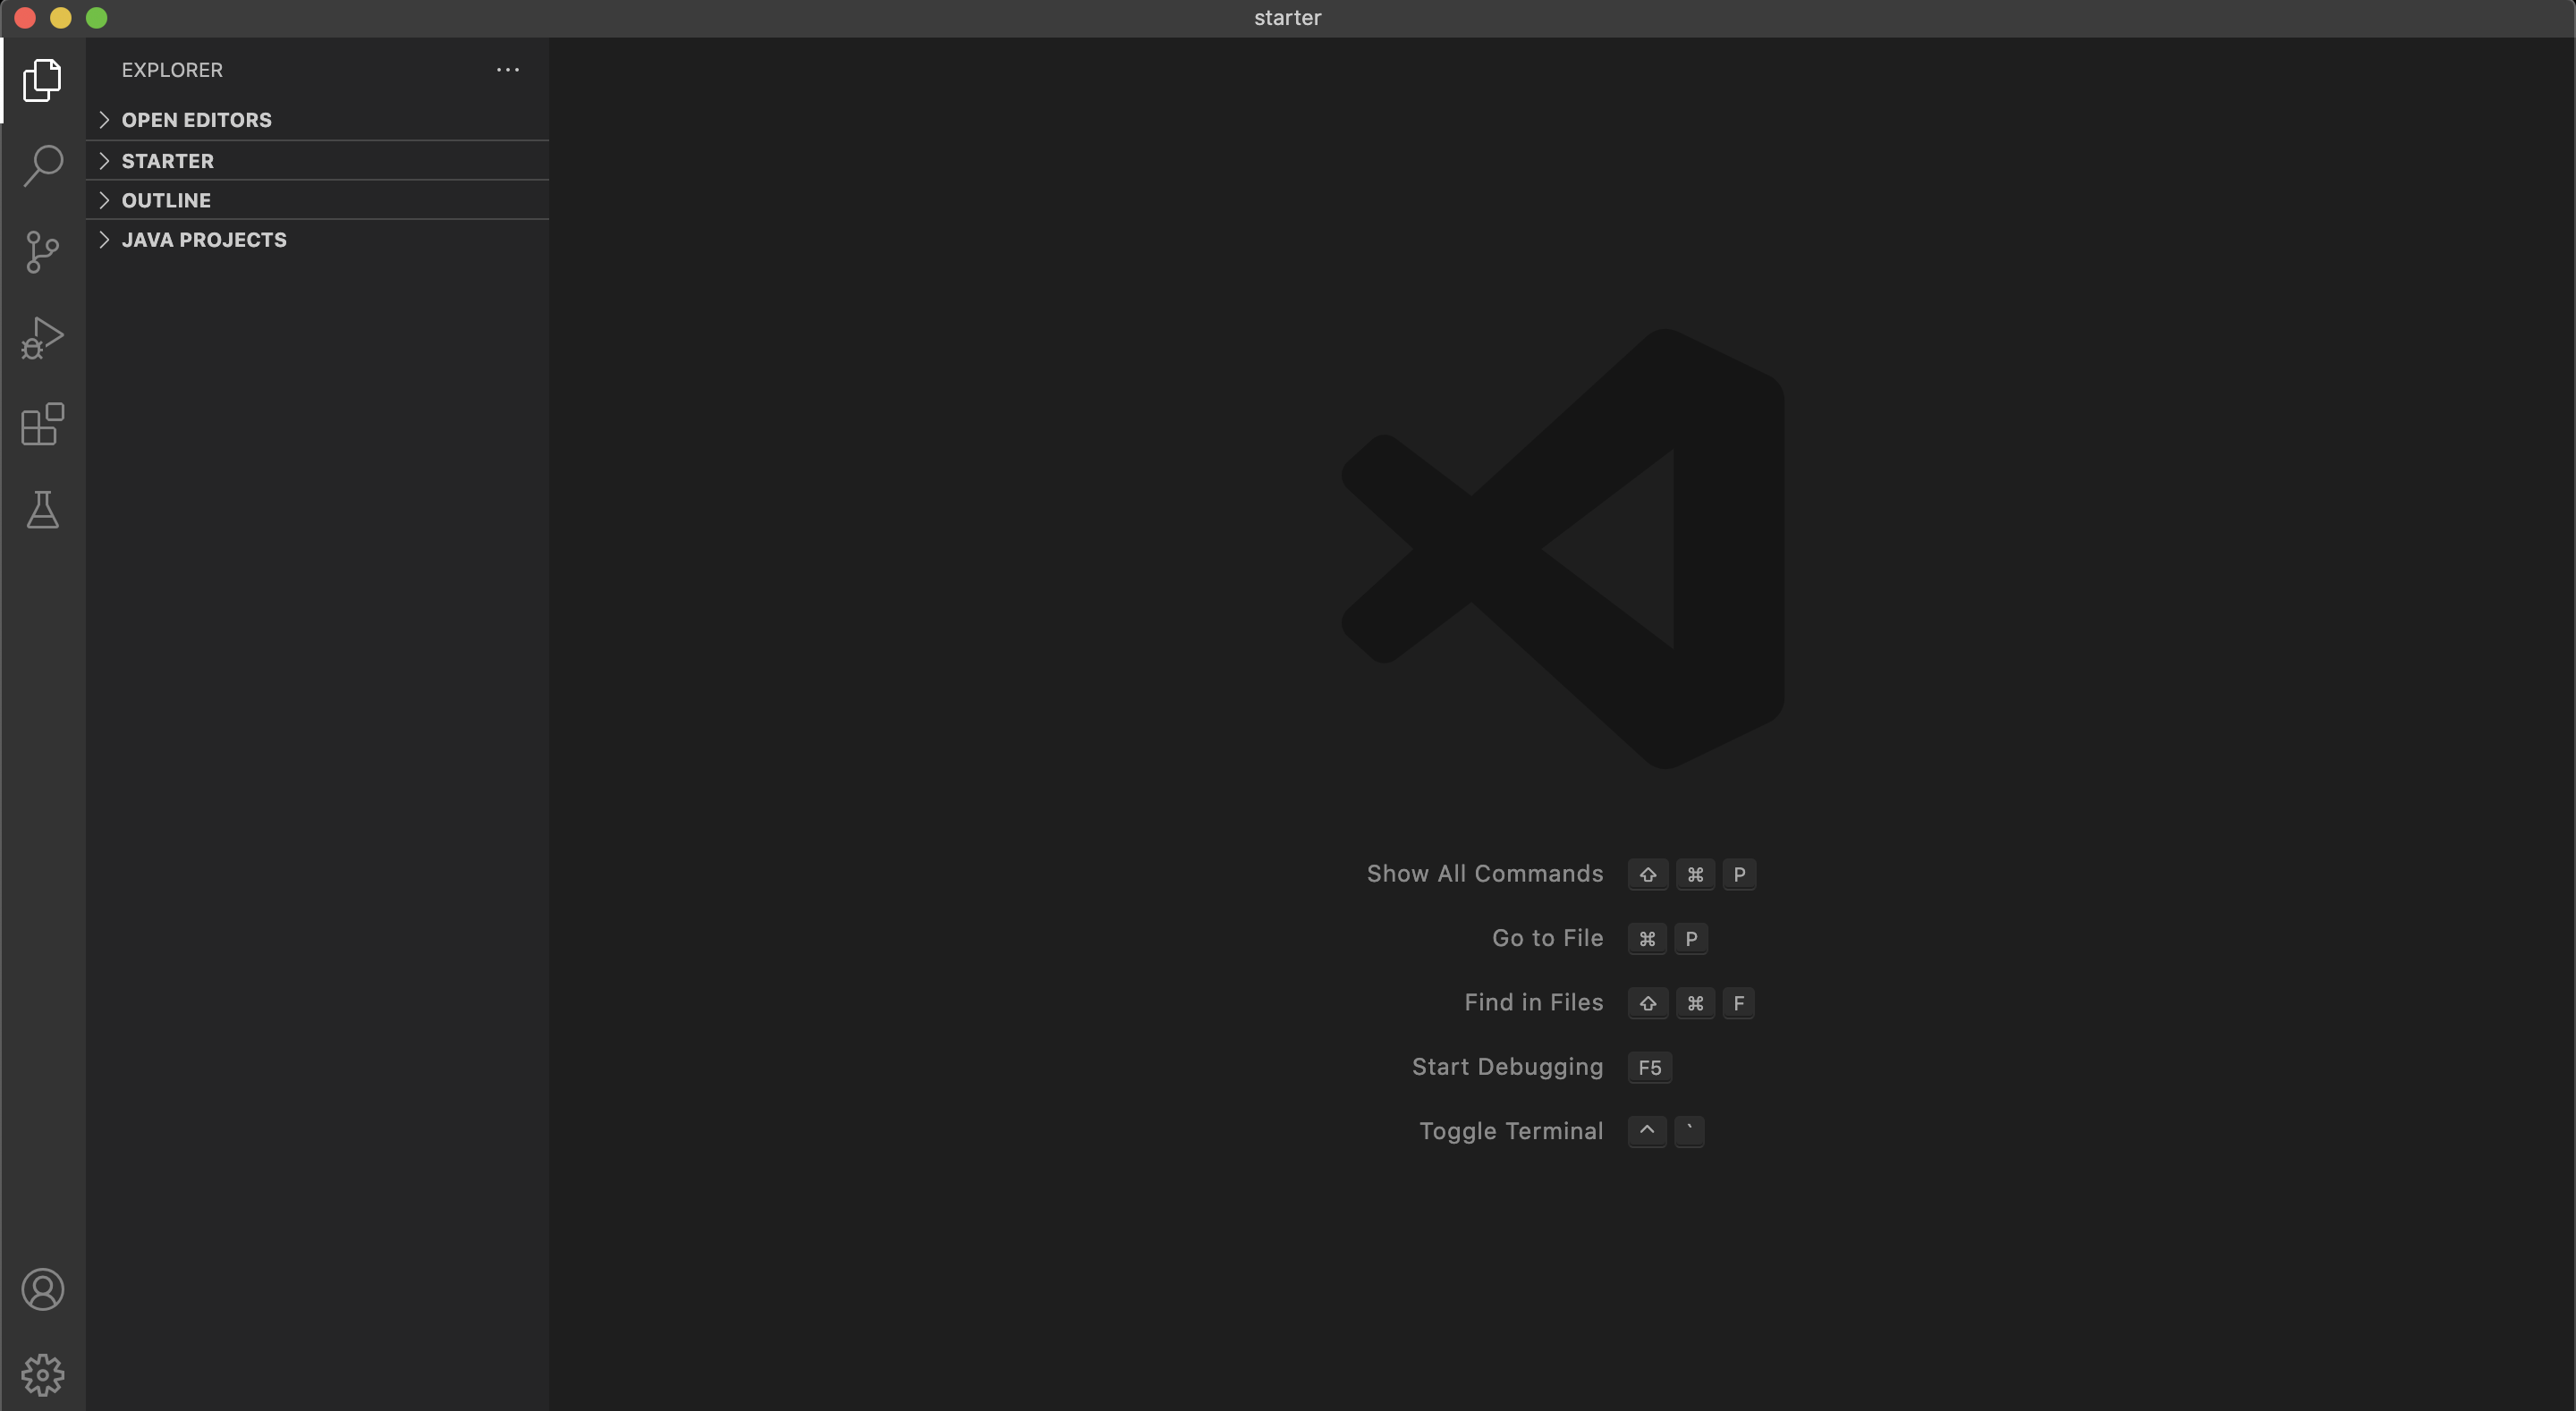 starter
EXPLORER
OPEN EDITORS
STARTER
OUTLINE
JAVA PROJECTS
Show All Commands ⇧ ⌘ P
Go to File ⌘ P
Find in Files ⇧ ⌘ F
Start Debugging F5
Toggle Terminal ^ `